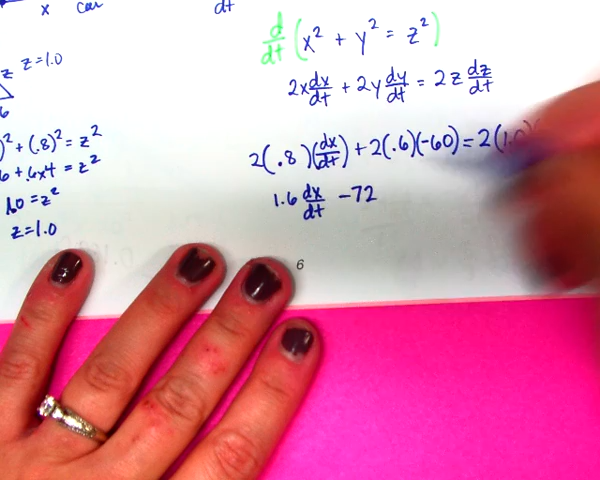 x car
dt
z z=1.0
6
)² + (.8)² = z²
6 + .64 = z²
1.0 = z²
z=1.0
d/dt (x² + y² = z²)
2x dx/dt + 2y dy/dt = 2z dz/dt
2(.8)(dx/dt) + 2(.6)(-60) = 2(1.0)(
1.6 dx/dt -72
6